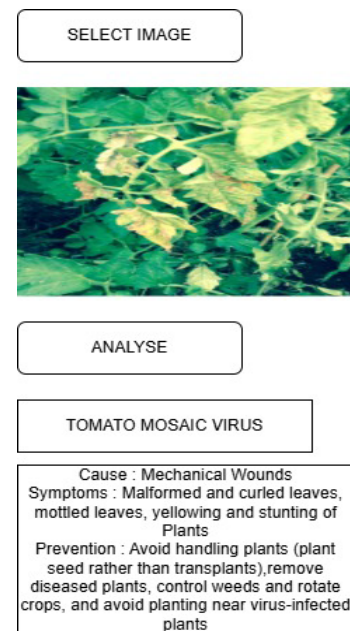 SELECT IMAGE
ANALYSE
TOMATO MOSAIC VIRUS
Cause : Mechanical Wounds
Symptoms : Malformed and curled leaves,
mottled leaves, yellowing and stunting of
Plants
Prevention : Avoid handling plants (plant
seed rather than transplants),remove
diseased plants, control weeds and rotate
crops, and avoid planting near virus-infected
plants